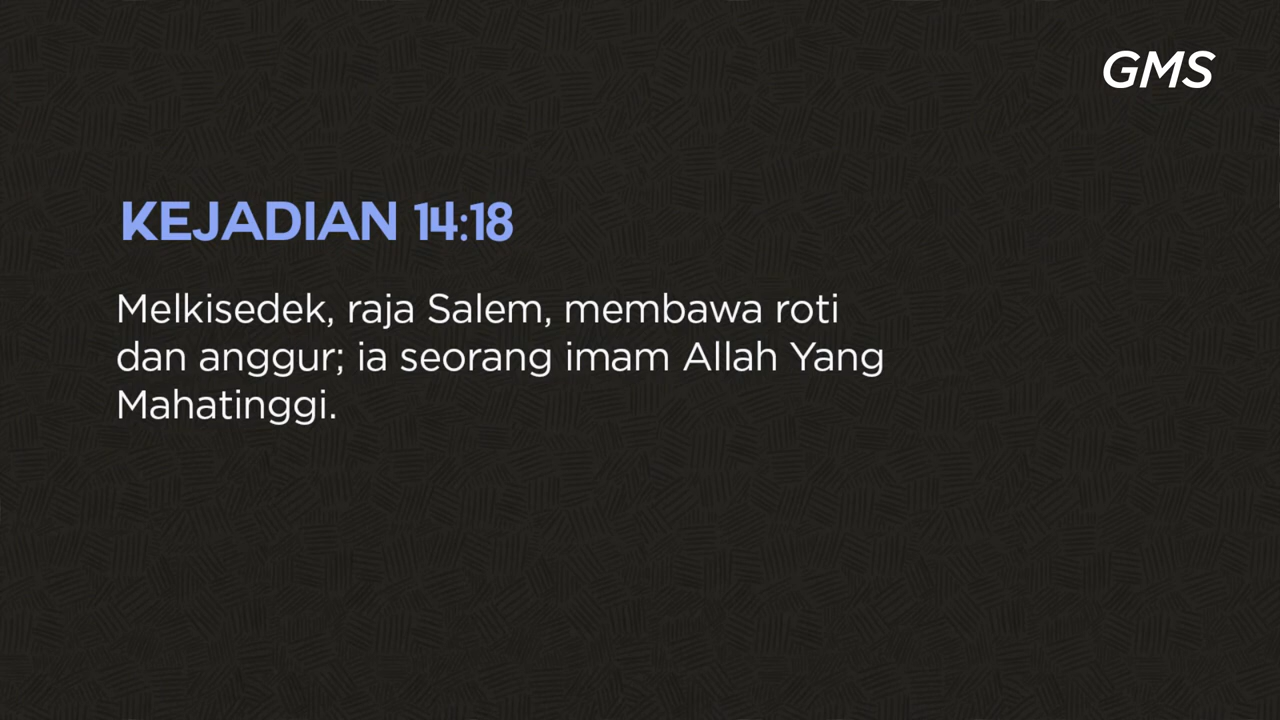 GMS
KEJADIAN 14:18
Melkisedek, raja Salem, membawa roti
dan anggur; ia seorang imam Allah Yang
Mahatinggi.